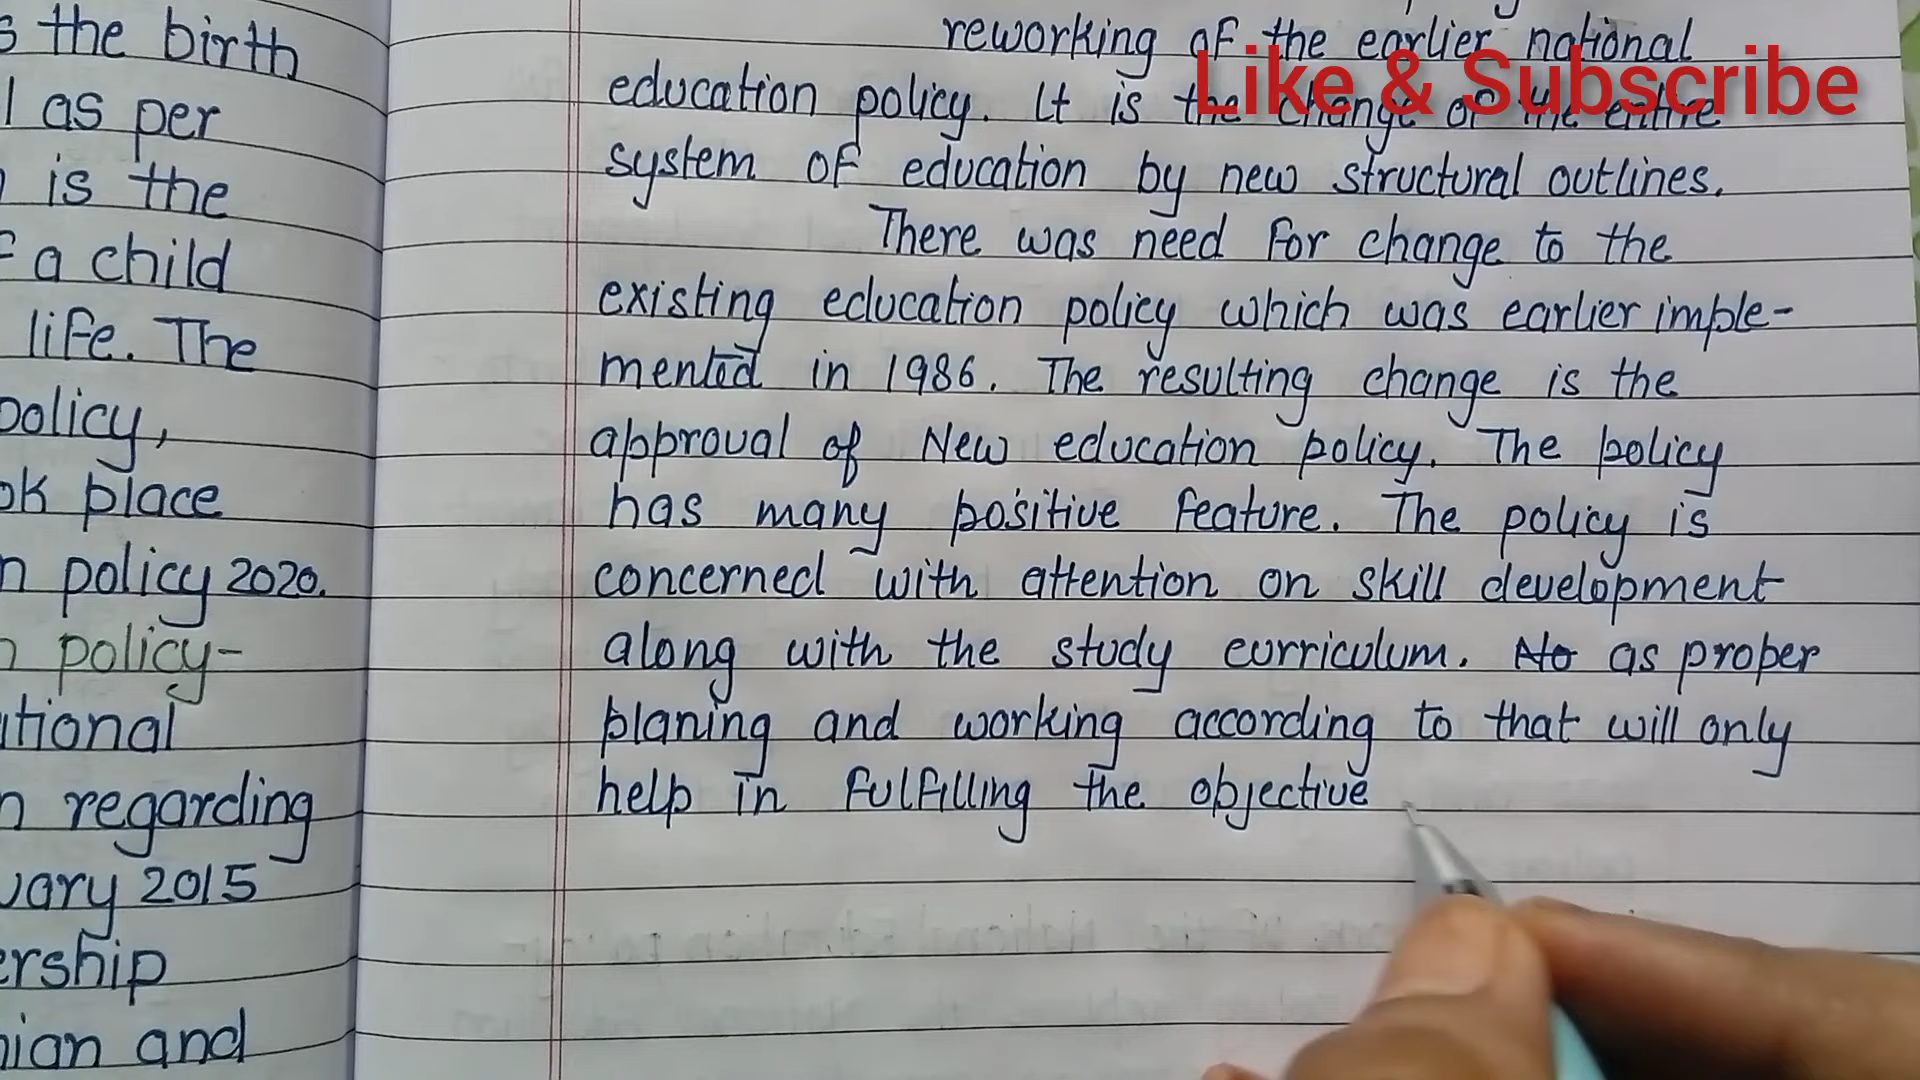 s the birth
l as per
is the
a child
life. The
policy,
ok place
n policy 2020.
n policy-
tional
n regarding
uary 2015
ership
nian and
reworking of the earlier national
education policy. It is the change of the entire
system of education by new structural outlines.
There was need for change to the
existing education policy which was earlier imple-
mented in 1986. The resulting change is the
approval of New education policy. The policy
has many positive feature. The policy is
concerned with attention on skill development
along with the study curriculum. as proper
planing and working according to that will only
help in fulfilling the objective
Like & Subscribe